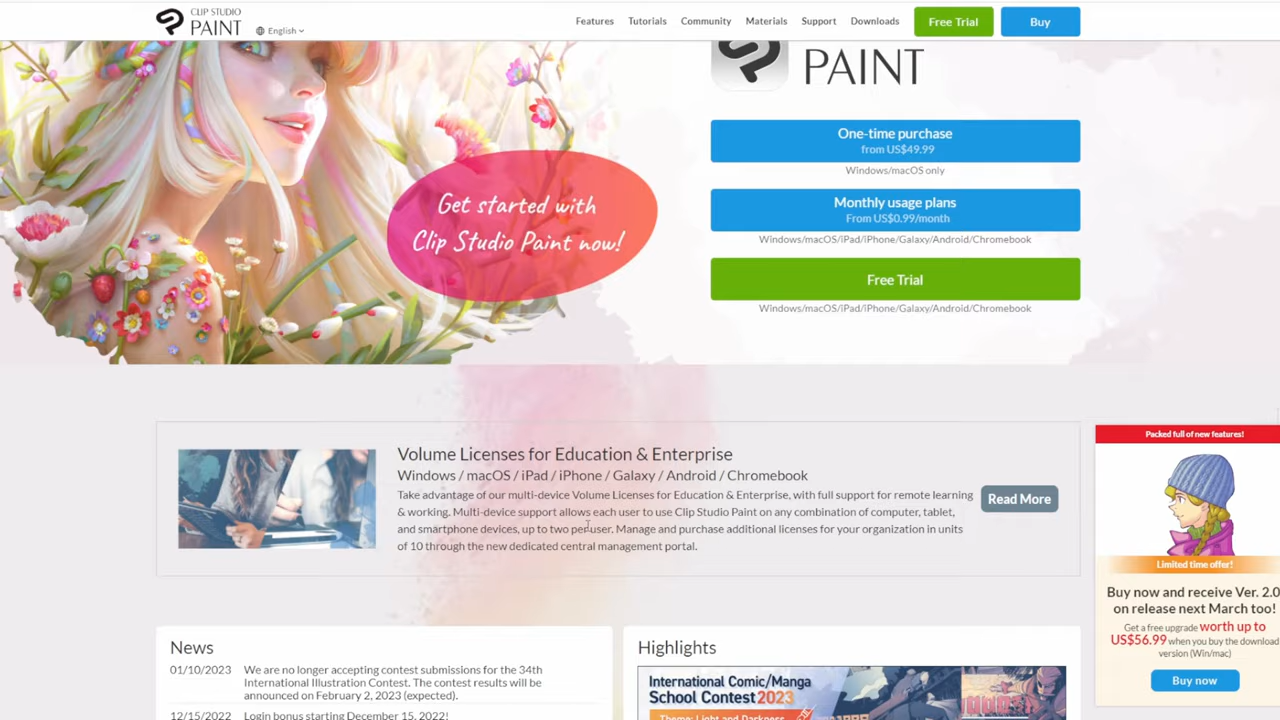 CLIP STUDIO
PAINT
English
Features
Tutorials
Community
Materials
Support
Downloads
Free Trial
Buy
PAINT
One-time purchase
from US$49.99
Windows/macOS only
Monthly usage plans
From US$0.99/month
Windows/macOS/iPad/iPhone/Galaxy/Android/Chromebook
Free Trial
Windows/macOS/iPad/iPhone/Galaxy/Android/Chromebook
Get started with
Clip Studio Paint now!
Volume Licenses for Education & Enterprise
Windows / macOS / iPad / iPhone / Galaxy / Android / Chromebook
Take advantage of our multi-device Volume Licenses for Education & Enterprise, with full support for remote learning
& working. Multi-device support allows each user to use Clip Studio Paint on any combination of computer, tablet,
and smartphone devices, up to two per user. Manage and purchase additional licenses for your organization in units
of 10 through the new dedicated central management portal.
Read More
Packed full of new features!
Limited time offer!
Buy now and receive Ver. 2.0
on release next March too!
Get a free upgrade worth up to
US$56.99 when you buy the download
version (Win/mac)
Buy now
News
01/10/2023 We are no longer accepting contest submissions for the 34th
International Illustration Contest. The contest results will be
announced on February 2, 2023 (expected).
12/15/2022 Login bonus starting December 15, 2022!
Highlights
International Comic/Manga
School Contest 2023
Theme: Light and Darkness